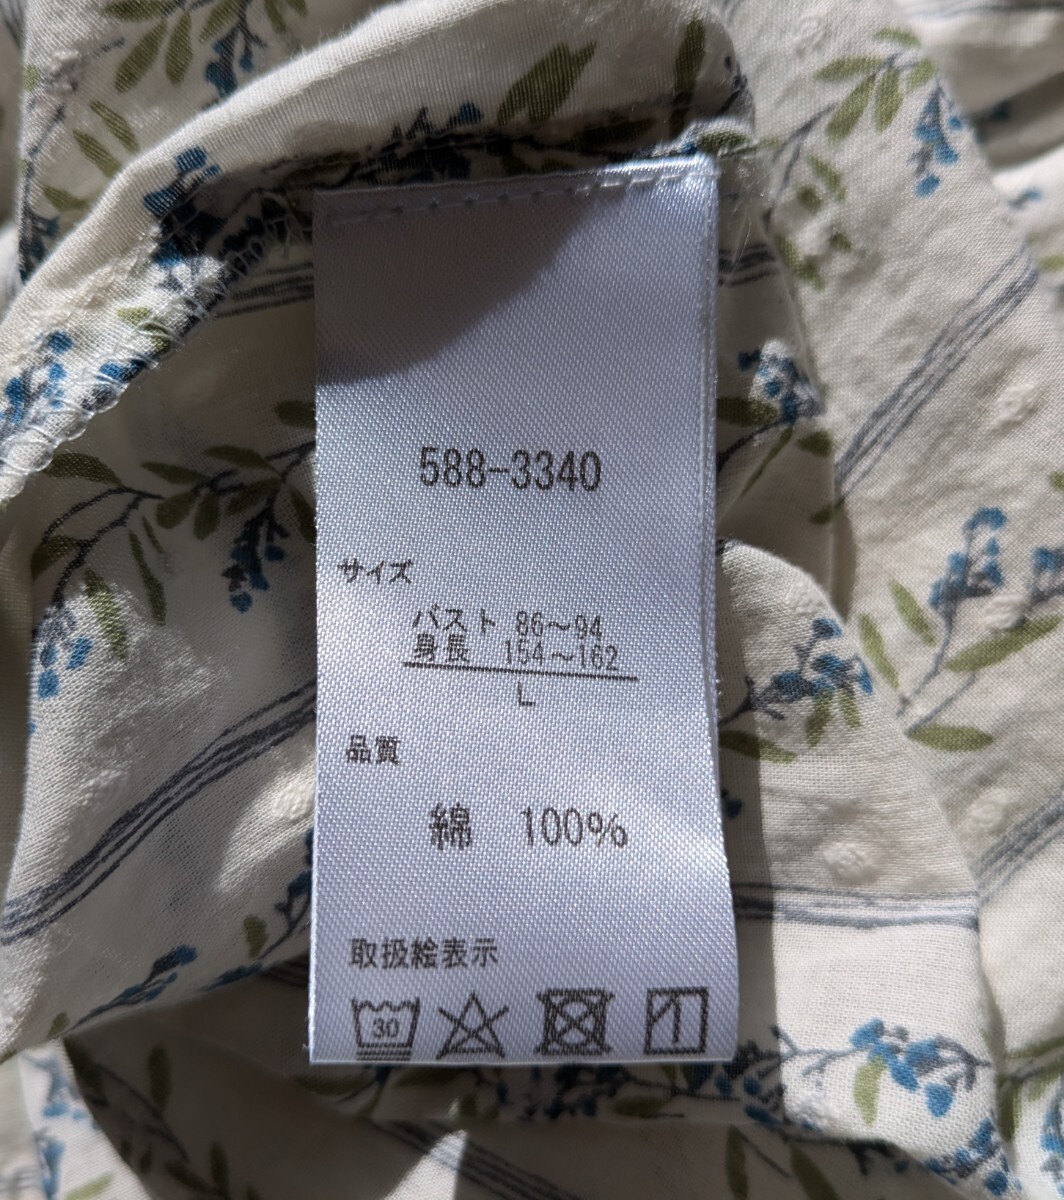 588-3340
サイズ
バスト 86～94
身長 154～162
L
品質
綿 100%
取扱絵表示
30